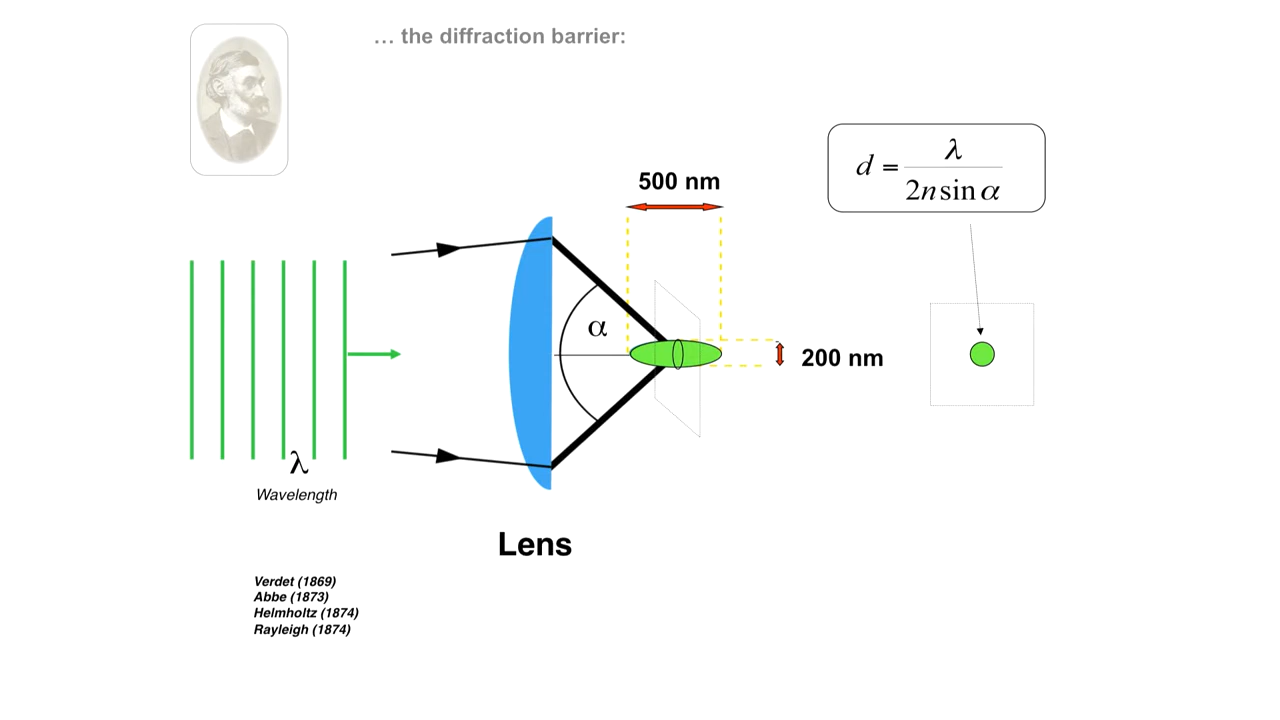 … the diffraction barrier:
500 nm
d = λ / 2n sin α
α
200 nm
λ
Wavelength
Lens
Verdet (1869)
Abbe (1873)
Helmholtz (1874)
Rayleigh (1874)